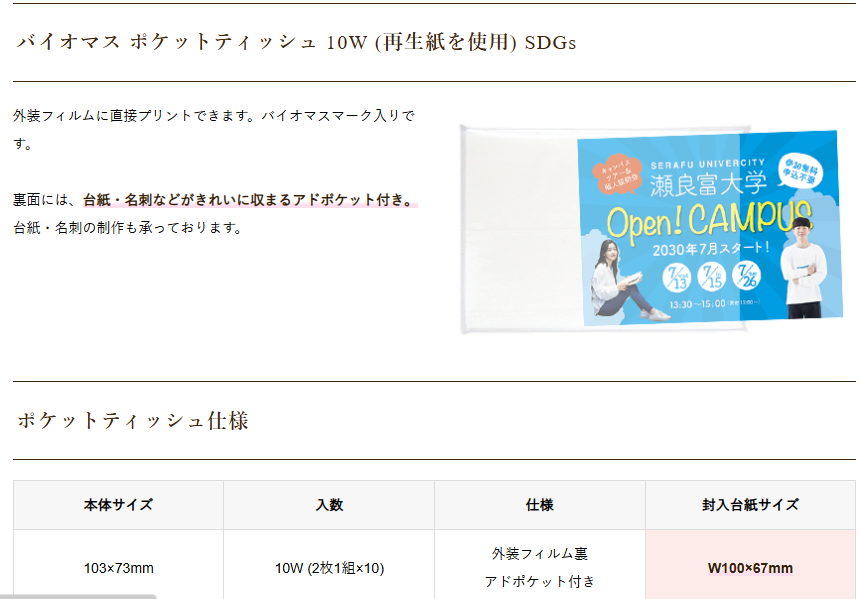 バイオマス ポケットティッシュ 10W (再生紙を使用) SDGs
外装フィルムに直接プリントできます。バイオマスマーク入りで
す。
裏面には、台紙・名刺などがきれいに収まるアドポケット付き。
台紙・名刺の制作も承っております。
キャンパス
ツアー&
個人説明会
SERAFU UNIVERCITY
瀬良富大学
参加無料
申込不要
Open! CAMPUS
2030年7月スタート!
7/13
7/15
7/26
13:30~15:00
ポケットティッシュ仕様
本体サイズ
入数
仕様
封入台紙サイズ
103×73mm
10W (2枚1組×10)
外装フィルム裏
アドポケット付き
W100×67mm